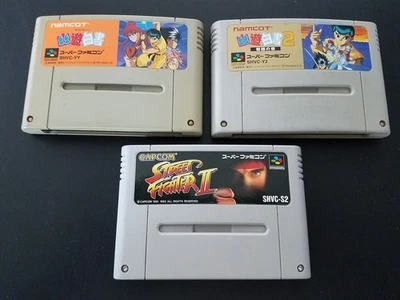 namcot
幽遊白書
スーパーファミコン
SHVC-YY
namcot
幽遊白書2
スーパーファミコン
SHVC-Y2
CAPCOM
STREET
FIGHTER II
スーパーファミコン
SHVC-S2